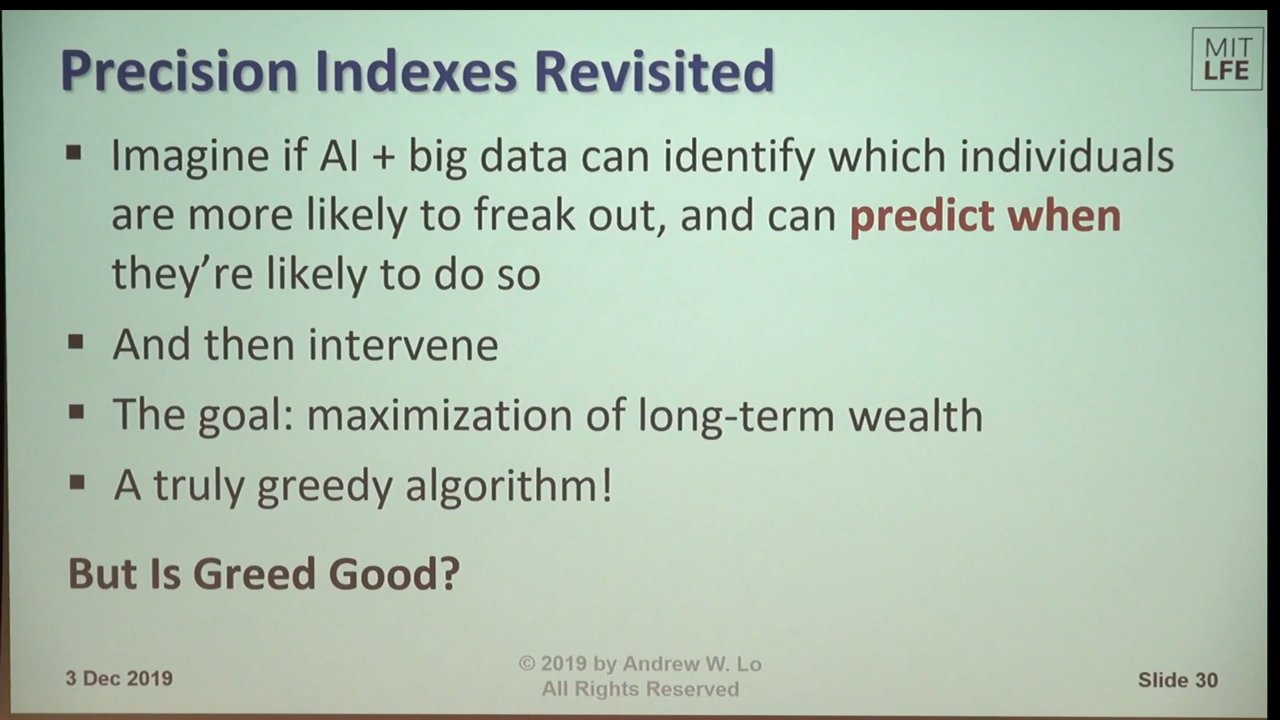 Precision Indexes Revisited
MIT
LFE
▪ Imagine if AI + big data can identify which individuals
are more likely to freak out, and can predict when
they’re likely to do so
▪ And then intervene
▪ The goal: maximization of long-term wealth
▪ A truly greedy algorithm!
But Is Greed Good?
3 Dec 2019
© 2019 by Andrew W. Lo
All Rights Reserved
Slide 30